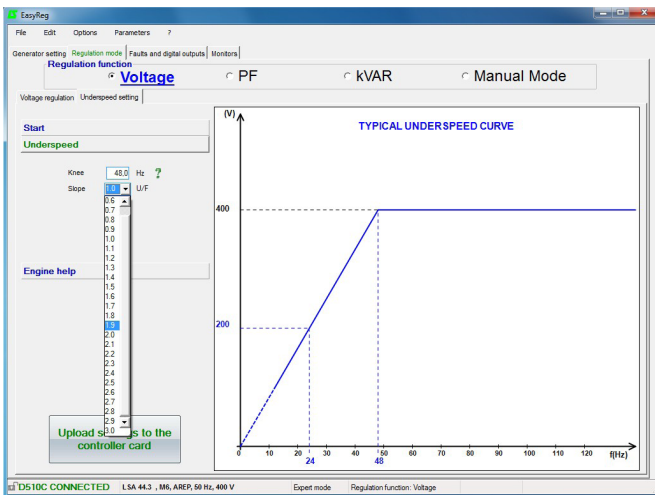 EasyReg
File Edit Options Parameters ?
Generator setting Regulation mode Faults and digital outputs Monitors
Regulation function
Voltage PF kVAR Manual Mode
Voltage regulation Underspeed setting
Start
Underspeed
Knee 48.0 Hz ?
Slope 1.0 U/F
0.6
0.7
0.8
0.9
1.0
1.1
1.2
1.3
1.4
1.5
1.6
1.7
1.8
1.9
2.0
2.1
2.2
2.3
2.4
2.5
2.6
2.7
2.8
2.9
3.0
Engine help
Upload s gs to the
controller card
(V)
TYPICAL UNDERSPEED CURVE
400
200
0 10 20 30 40 50 60 70 80 90 100 110 120 f(Hz)
24 48
D510C CONNECTED LSA 44.3 , M6, AREP, 50 Hz, 400 V Expert mode Regulation function: Voltage